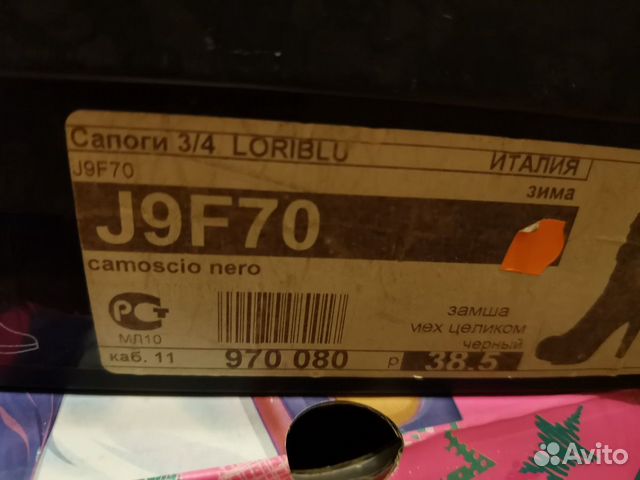 Сапоги 3/4 LORIBLU ИТАЛИЯ
J9F70 зима
J9F70
camoscio nero
РСТ
МЛ10
замша
мех целиком
черный
каб. 11 970 080 р 38.5
Avito